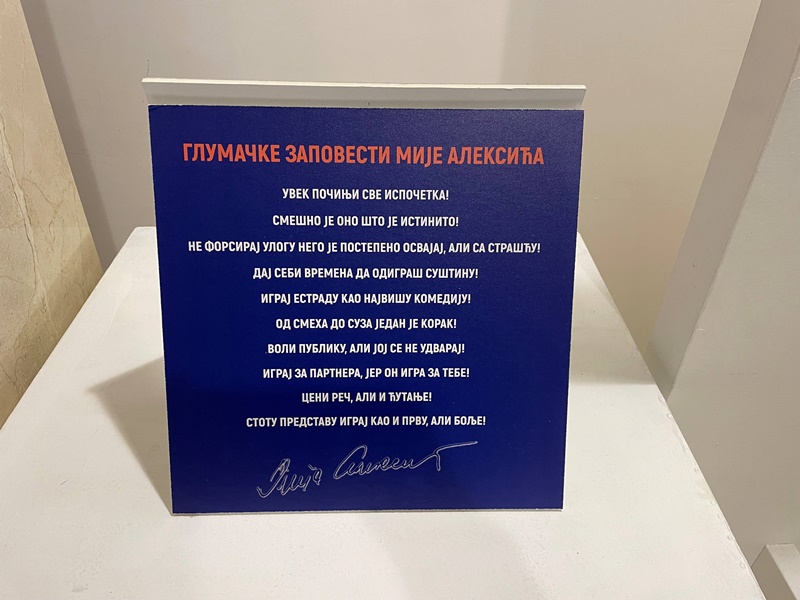 ГЛУМАЧКЕ ЗАПОВЕСТИ МИЈЕ АЛЕКСИЋА
УВЕК ПОЧИЊИ СВЕ ИСПОЧЕТКА!
СМЕШНО ЈЕ ОНО ШТО ЈЕ ИСТИНИТО!
НЕ ФОРСИРАЈ УЛОГУ НЕГО ЈЕ ПОСТЕПЕНО ОСВАЈАЈ, АЛИ СА СТРАШЋУ!
ДАЈ СЕБИ ВРЕМЕНА ДА ОДИГРАШ СУШТИНУ!
ИГРАЈ ЕСТРАДУ КАО НАЈВИШУ КОМЕДИЈУ!
ОД СМЕХА ДО СУЗА ЈЕДАН ЈЕ КОРАК!
ВОЛИ ПУБЛИКУ, АЛИ ЈОЈ СЕ НЕ УДВАРАЈ!
ИГРАЈ ЗА ПАРТНЕРА, ЈЕР ОН ИГРА ЗА ТЕБЕ!
ЦЕНИ РЕЧ, АЛИ И ЋУТАЊЕ!
СТОТУ ПРЕДСТАВУ ИГРАЈ КАО И ПРВУ, АЛИ БОЉЕ!